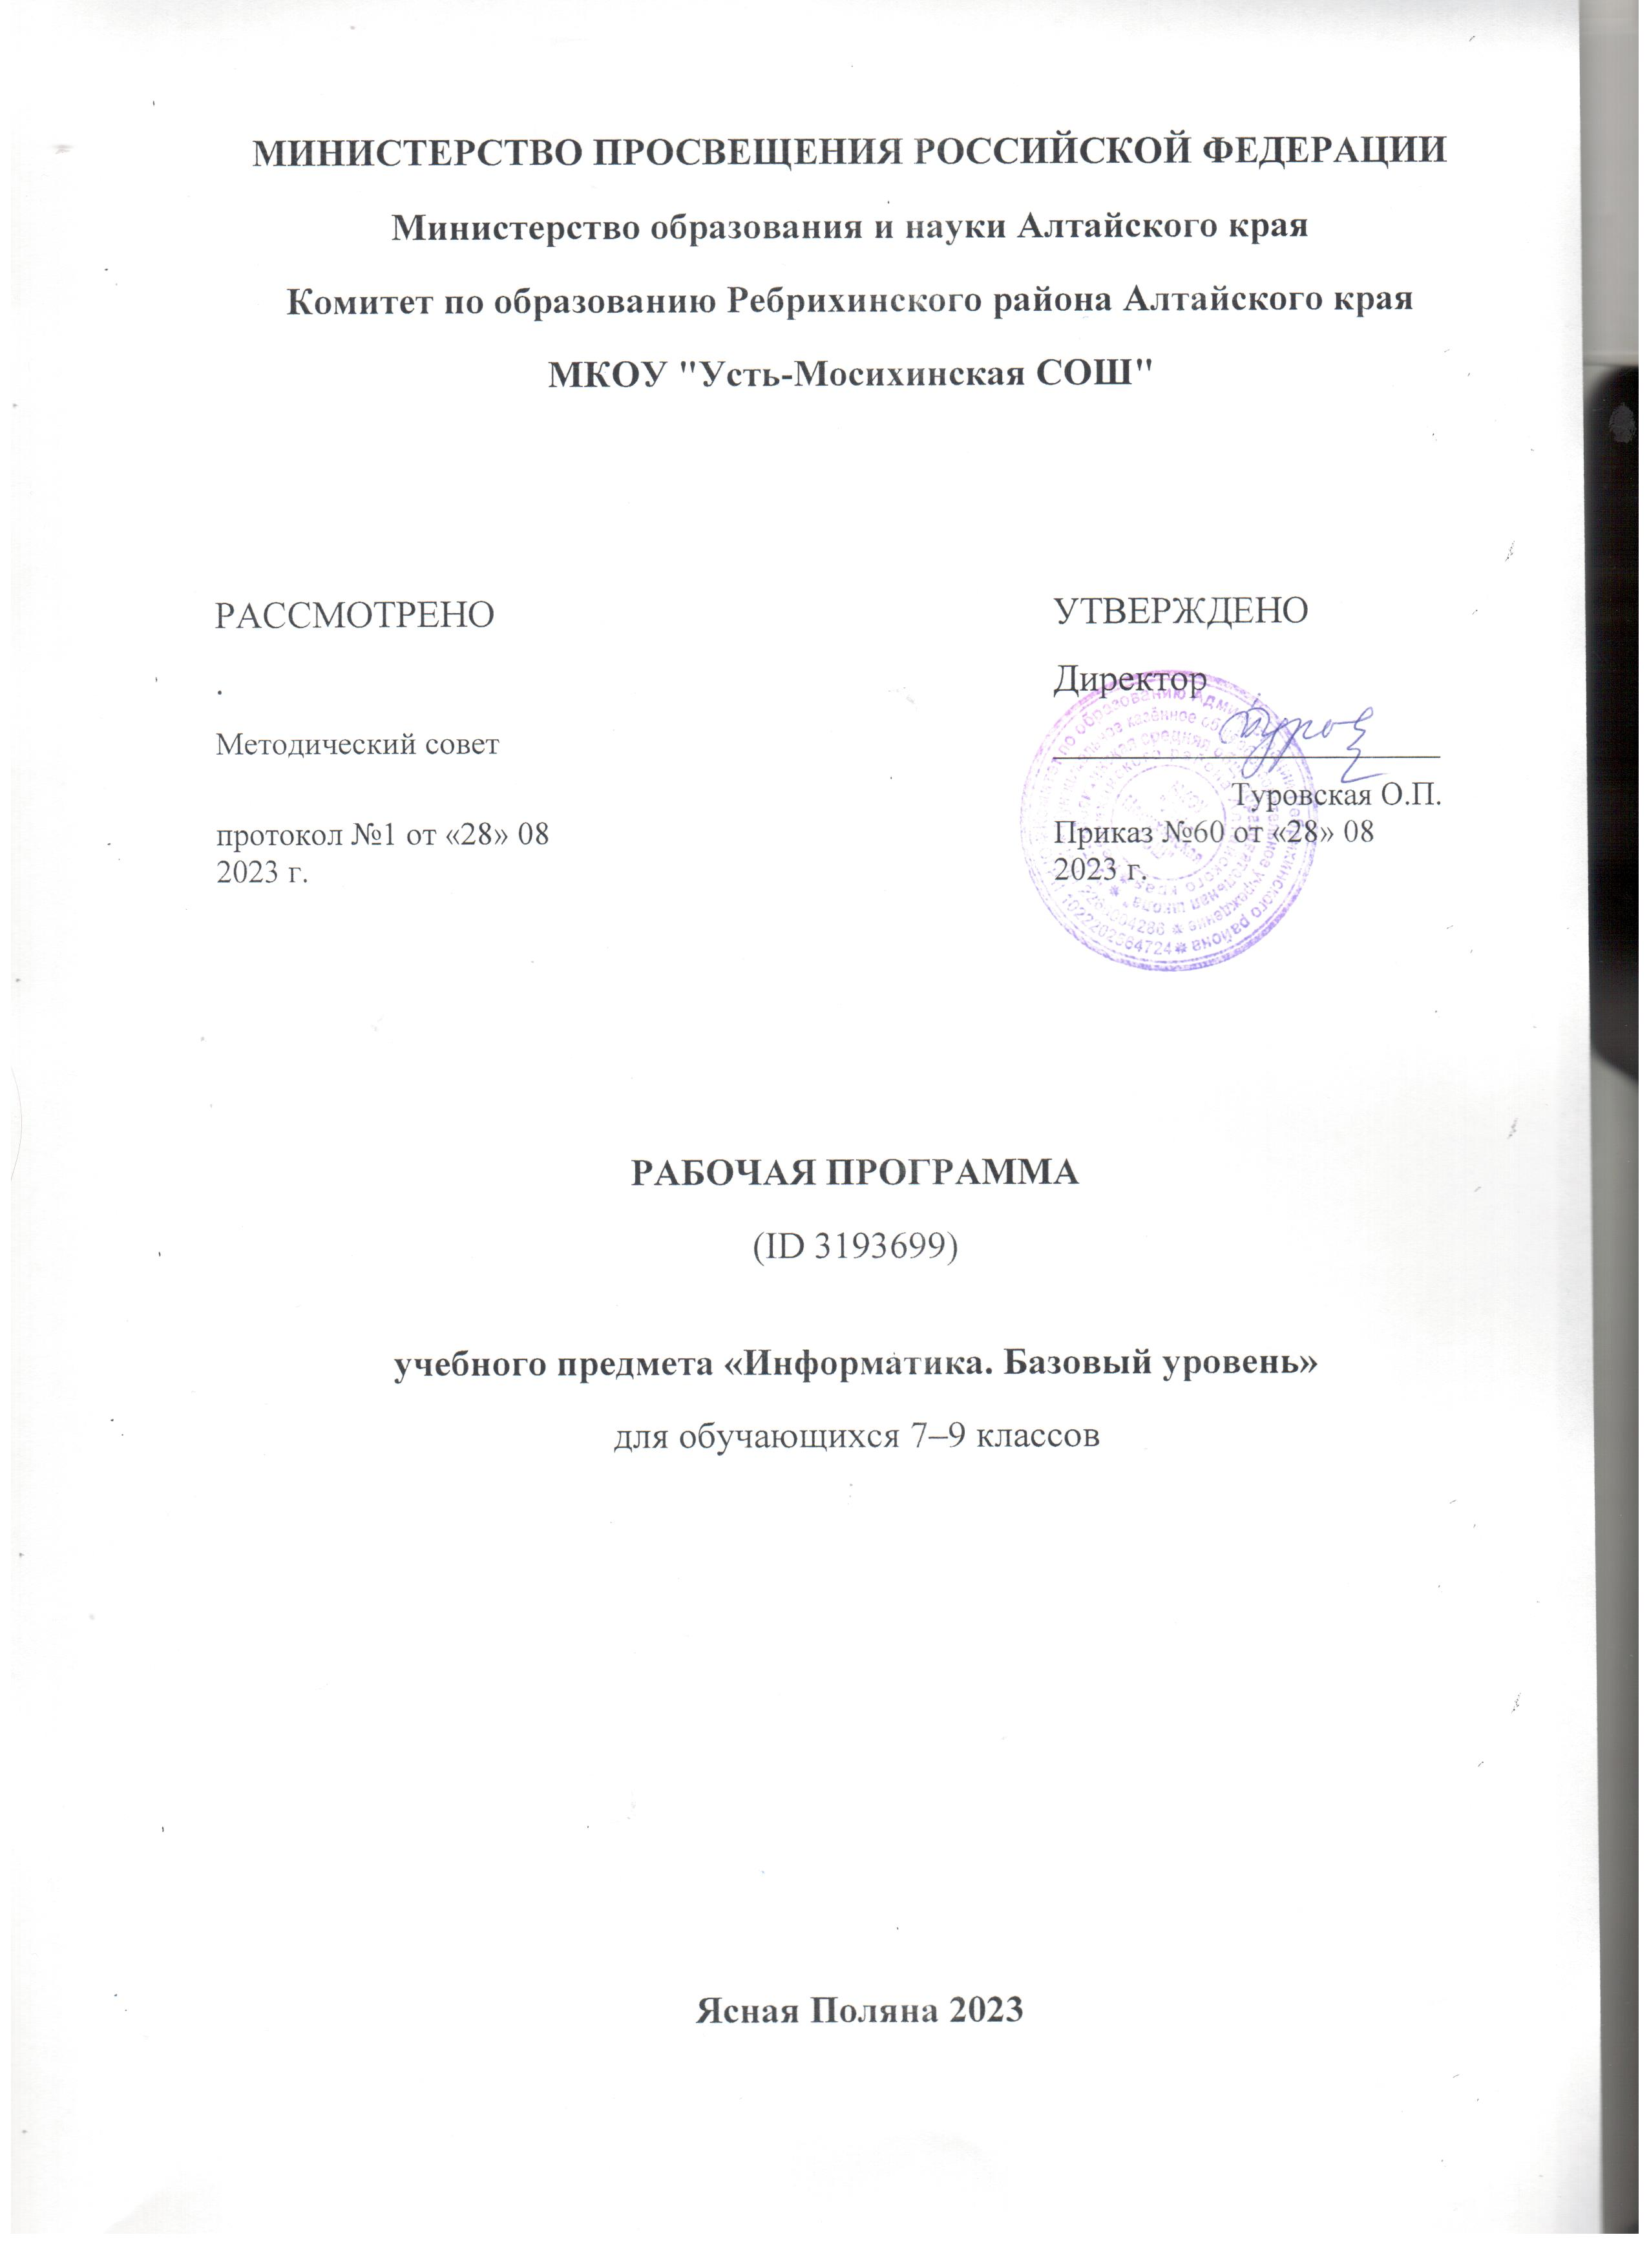 МИНИСТЕРСТВО ПРОСВЕЩЕНИЯ РОССИЙСКОЙ ФЕДЕРАЦИИ
Министерство образования и науки Алтайского края
Комитет по образованию Ребрихинского района Алтайского края
МКОУ "Усть-Мосихинская СОШ"
РАССМОТРЕНО
.
Методический совет
протокол №1 от «28» 08
2023 г.
УТВЕРЖДЕНО
Директор
Туровская О.П.
Приказ №60 от «28» 08
2023 г.
РАБОЧАЯ ПРОГРАММА
(ID 3193699)
учебного предмета «Информатика. Базовый уровень»
для обучающихся 7–9 классов
Ясная Поляна 2023